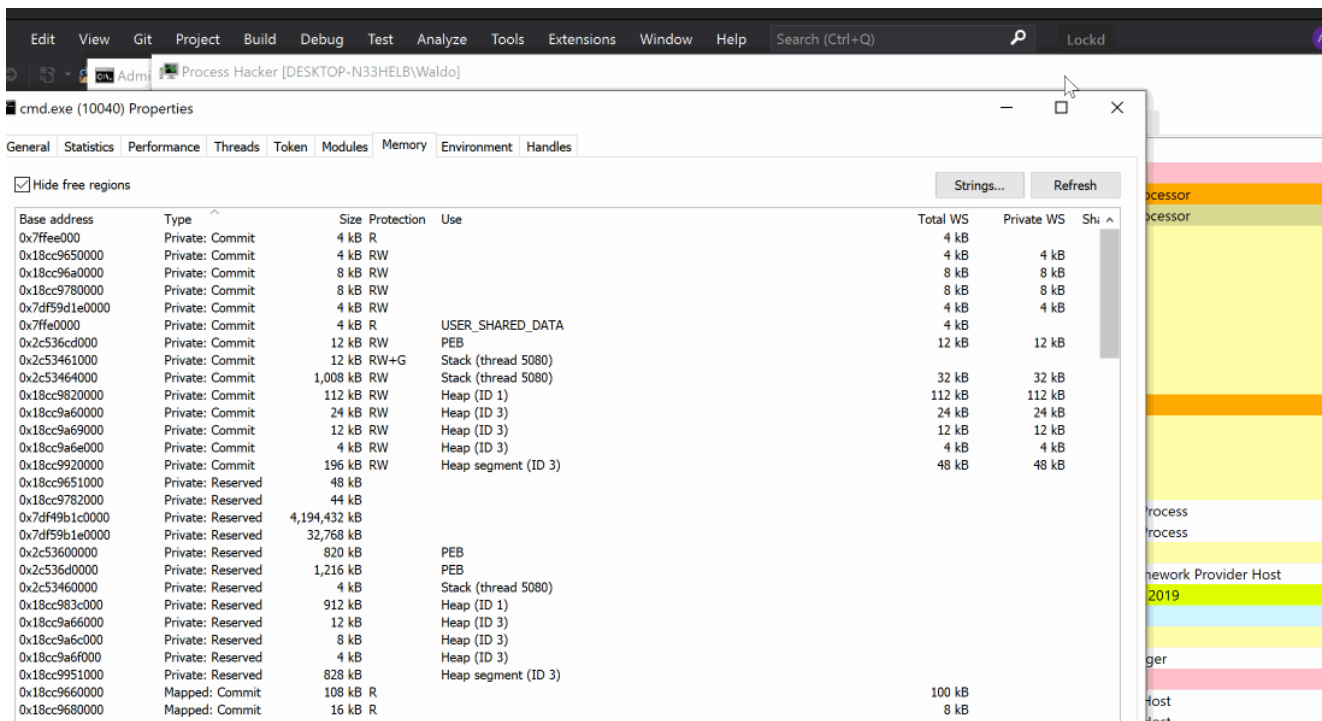 Edit View Git Project Build Debug Test Analyze Tools Extensions Window Help Search (Ctrl+Q) Lockd
Admi Process Hacker [DESKTOP-N33HELB\Waldo]
cmd.exe (10040) Properties
General Statistics Performance Threads Token Modules Memory Environment Handles
Hide free regions Strings... Refresh
Base address Type Size Protection Use Total WS Private WS Sha
0x7ffee000 Private: Commit 4 kB R 4 kB
0x18cc9650000 Private: Commit 4 kB RW 4 kB 4 kB
0x18cc96a0000 Private: Commit 8 kB RW 8 kB 8 kB
0x18cc9780000 Private: Commit 8 kB RW 8 kB 8 kB
0x7df59d1e0000 Private: Commit 4 kB RW 4 kB 4 kB
0x7ffe0000 Private: Commit 4 kB R USER_SHARED_DATA 4 kB
0x2c536cd000 Private: Commit 12 kB RW PEB 12 kB 12 kB
0x2c53461000 Private: Commit 12 kB RW+G Stack (thread 5080)
0x2c53464000 Private: Commit 1,008 kB RW Stack (thread 5080) 32 kB 32 kB
0x18cc9820000 Private: Commit 112 kB RW Heap (ID 1) 112 kB 112 kB
0x18cc9a60000 Private: Commit 24 kB RW Heap (ID 3) 24 kB 24 kB
0x18cc9a69000 Private: Commit 12 kB RW Heap (ID 3) 12 kB 12 kB
0x18cc9a6e000 Private: Commit 4 kB RW Heap (ID 3) 4 kB 4 kB
0x18cc9920000 Private: Commit 196 kB RW Heap segment (ID 3) 48 kB 48 kB
0x18cc9651000 Private: Reserved 48 kB
0x18cc9782000 Private: Reserved 44 kB
0x7df49b1c0000 Private: Reserved 4,194,432 kB
0x7df59b1e0000 Private: Reserved 32,768 kB
0x2c53600000 Private: Reserved 820 kB PEB
0x2c536d0000 Private: Reserved 1,216 kB PEB
0x2c53460000 Private: Reserved 4 kB Stack (thread 5080)
0x18cc983c000 Private: Reserved 912 kB Heap (ID 1)
0x18cc9a66000 Private: Reserved 12 kB Heap (ID 3)
0x18cc9a6c000 Private: Reserved 8 kB Heap (ID 3)
0x18cc9a6f000 Private: Reserved 4 kB Heap (ID 3)
0x18cc9951000 Private: Reserved 828 kB Heap segment (ID 3)
0x18cc9660000 Mapped: Commit 108 kB R 100 kB
0x18cc9680000 Mapped: Commit 16 kB R 8 kB
ocessor
ocessor
Process
Process
nework Provider Host
2019
ger
Host